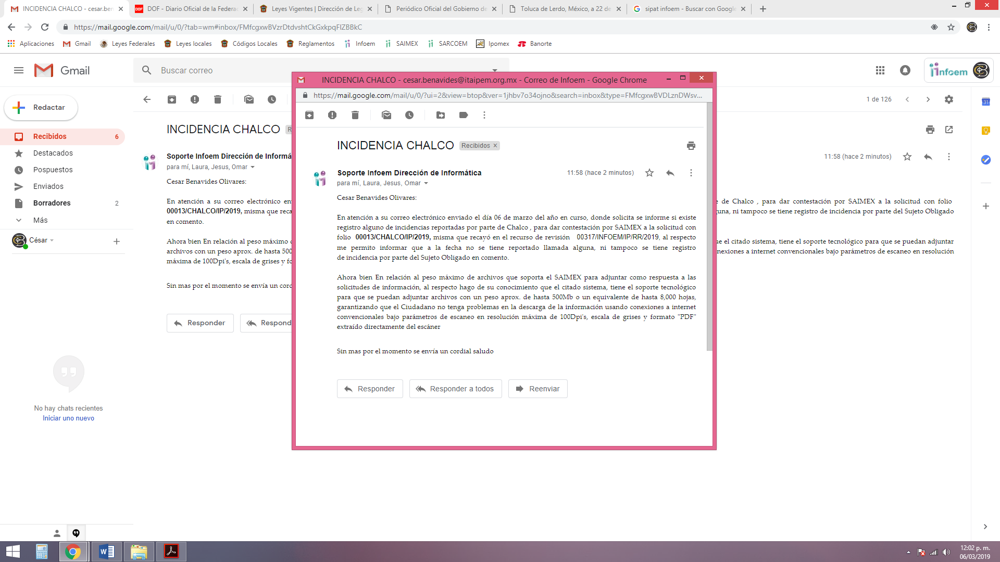 INCIDENCIA CHALCO - cesar.ben
DOF - Diario Oficial de la Federac
Leyes Vigentes | Dirección de Leg
Periódico Oficial del Gobierno de
Toluca de Lerdo, México, a 22 de
sipat infoem - Buscar con Google
https://mail.google.com/mail/u/0/?tab=wm#inbox/FMfcgxwBVzrDtdvshtCkGxkpqFlZBBkC
Aplicaciones
Gmail
Leyes Federales
Leyes locales
Códigos Locales
Reglamentos
Infoem
SAIMEX
SARCOEM
Ipomex
Banorte
Gmail
Buscar correo
infoem
Redactar
1 de 126
Recibidos 6
Destacados
Pospuestos
Enviados
Borradores 2
Más
César
No hay chats recientes
Iniciar uno nuevo
INCIDENCIA CHALCO
R
Soporte Infoem Dirección de Informá
11:58 (hace 2 minutos)
para mí, Laura, Jesus, Omar
Cesar Benavides Olivares:
En atención a su correo electrónico en
e de Chalco , para dar contestación por SAIMEX a la solicitud con folio
00013/CHALCO/IP/2019, misma que reca
una, ni tampoco se tiene registro de incidencia por parte del Sujeto Obligado
en comento.
Ahora bien En relación al peso máximo d
ue el citado sistema, tiene el soporte tecnológico para que se puedan adjuntar
archivos con un peso aprox. de hasta 500
onexiones a internet convencionales bajo parámetros de escaneo en resolución
máxima de 100Dpi's, escala de grises y fo
Sin mas por el momento se envía un cord
Responder
Respond
INCIDENCIA CHALCO - cesar.benavides@itaipem.org.mx - Correo de Infoem - Google Chrome
https://mail.google.com/mail/u/0/?ui=2&view=btop&ver=1jhbv7o34ojno&search=inbox&type=FMfcgxwBVDLznDWsv...
INCIDENCIA CHALCO
Recibidos
Soporte Infoem Dirección de Informática
11:58 (hace 2 minutos)
para mí, Laura, Jesus, Omar
Cesar Benavides Olivares:
En atención a su correo electrónico enviado el día 06 de marzo del año en curso, donde solicita se informe si existe
registro alguno de incidencias reportadas por parte de Chalco , para dar contestación por SAIMEX a la solicitud con
folio 00013/CHALCO/IP/2019, misma que recayó en el recurso de revisión 00317/INFOEM/IP/RR/2019, al respecto
me permito informar que a la fecha no se tiene reportado llamada alguna, ni tampoco se tiene registro
de incidencia por parte del Sujeto Obligado en comento.
Ahora bien En relación al peso máximo de archivos que soporta el SAIMEX para adjuntar como respuesta a las
solicitudes de información, al respecto hago de su conocimiento que el citado sistema, tiene el soporte tecnológico
para que se puedan adjuntar archivos con un peso aprox. de hasta 500Mb o un equivalente de hasta 8,000 hojas,
garantizando que el Ciudadano no tenga problemas en la descarga de la información usando conexiones a internet
convencionales bajo parámetros de escaneo en resolución máxima de 100Dpi's, escala de grises y formato "PDF"
extraído directamente del escáner
Sin mas por el momento se envía un cordial saludo
Responder
Responder a todos
Reenviar
31
12:02 p. m.
06/03/2019